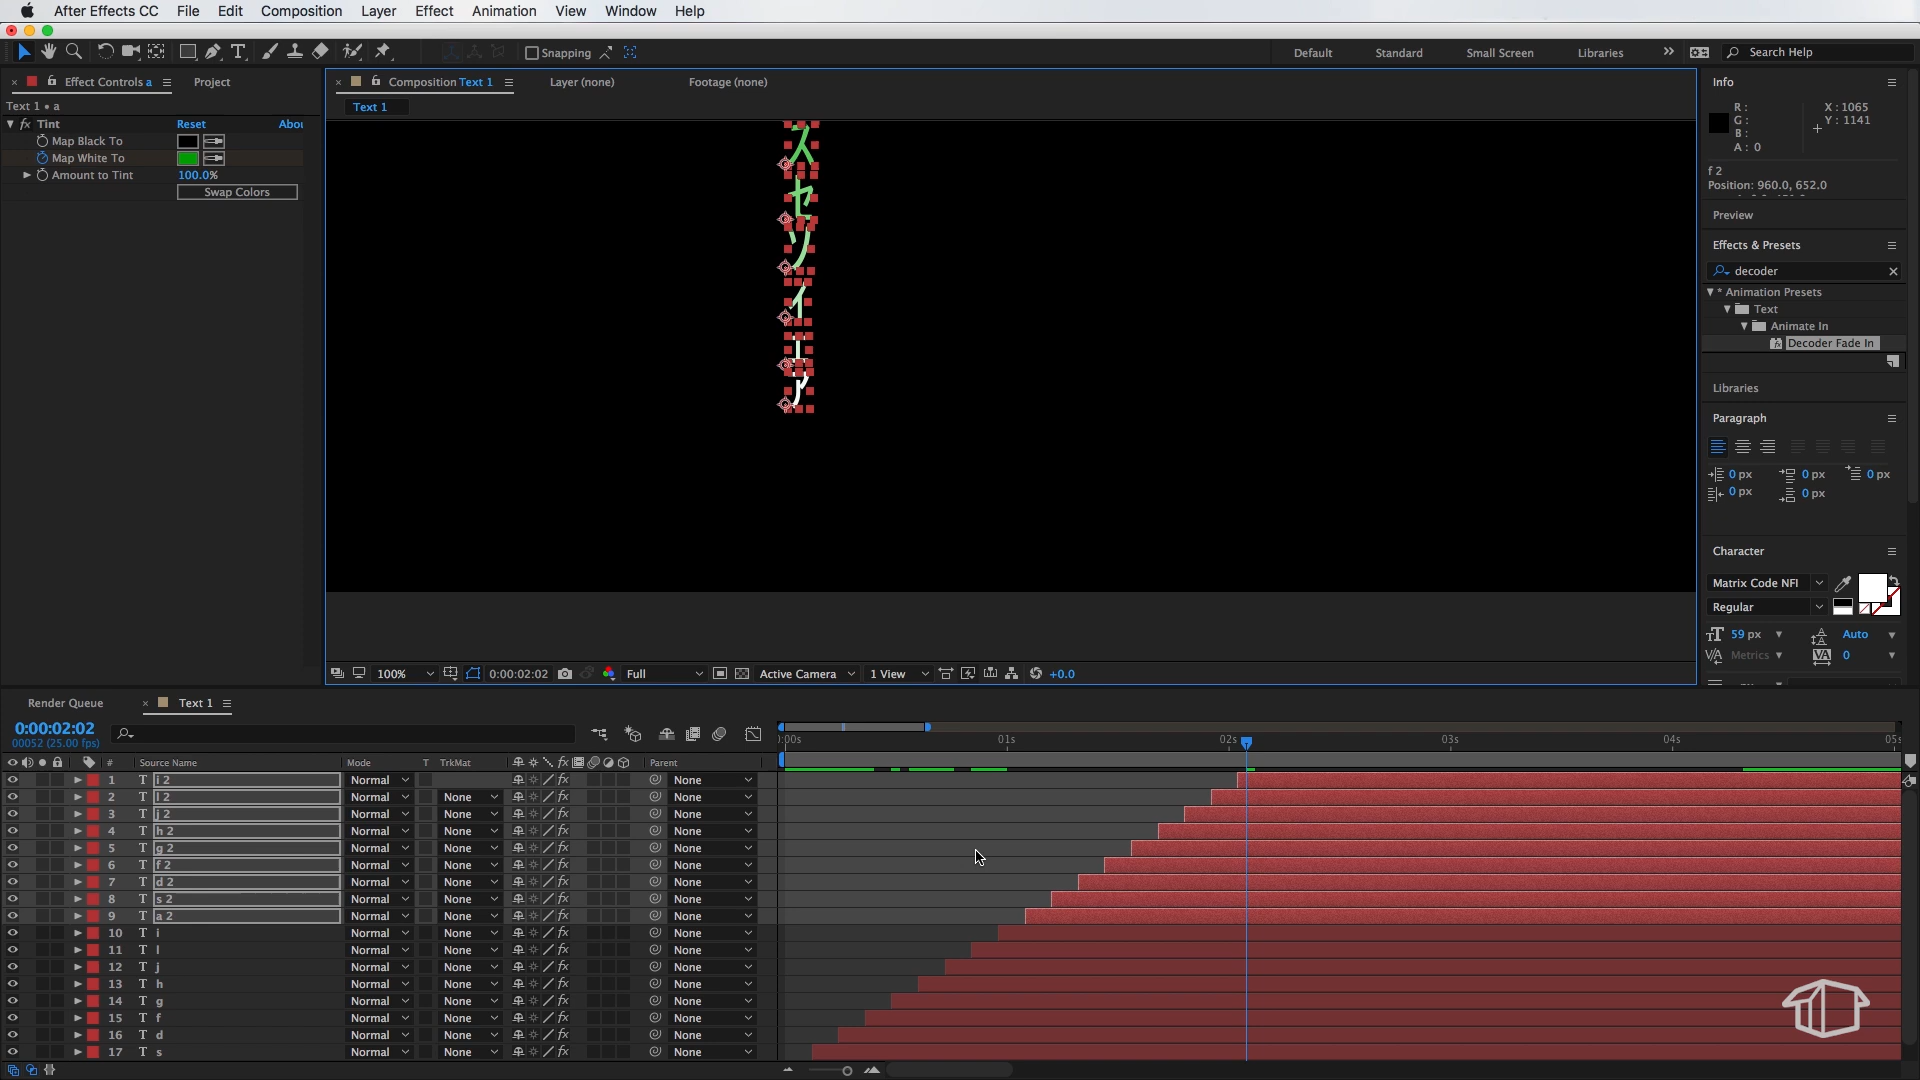 After Effects CC File Edit Composition Layer Effect Animation View Window Help
Snapping Default Standard Small Screen Libraries Search Help
Effect Controls a Project Composition Text 1 Layer (none) Footage (none) Info
Text 1 • a
Text 1
fx Tint Reset Abou
Map Black To
Map White To
Amount to Tint 100.0%
Swap Colors
R: X : 1065
G: Y : 1141
B:
A: 0
f 2
Position: 960.0, 652.0
Preview
Effects & Presets
decoder
* Animation Presets
Text
Animate In
Decoder Fade In
Libraries
Paragraph
0 px 0 px 0 px
0 px 0 px
Character
Matrix Code NFI
Regular
59 px Auto
Metrics 0
100% 0:00:02:02 Full Active Camera 1 View +0.0
Render Queue Text 1
0:00:02:02
00052 (25.00 fps)
:00s 01s 02s 03s 04s 05s
# Source Name Mode T TrkMat Parent
1 T i 2 Normal None
2 T l 2 Normal None None
3 T j 2 Normal None None
4 T h 2 Normal None None
5 T g 2 Normal None None
6 T f 2 Normal None None
7 T d 2 Normal None None
8 T s 2 Normal None None
9 T a 2 Normal None None
10 T i Normal None None
11 T l Normal None None
12 T j Normal None None
13 T h Normal None None
14 T g Normal None None
15 T f Normal None None
16 T d Normal None None
17 T s Normal None None